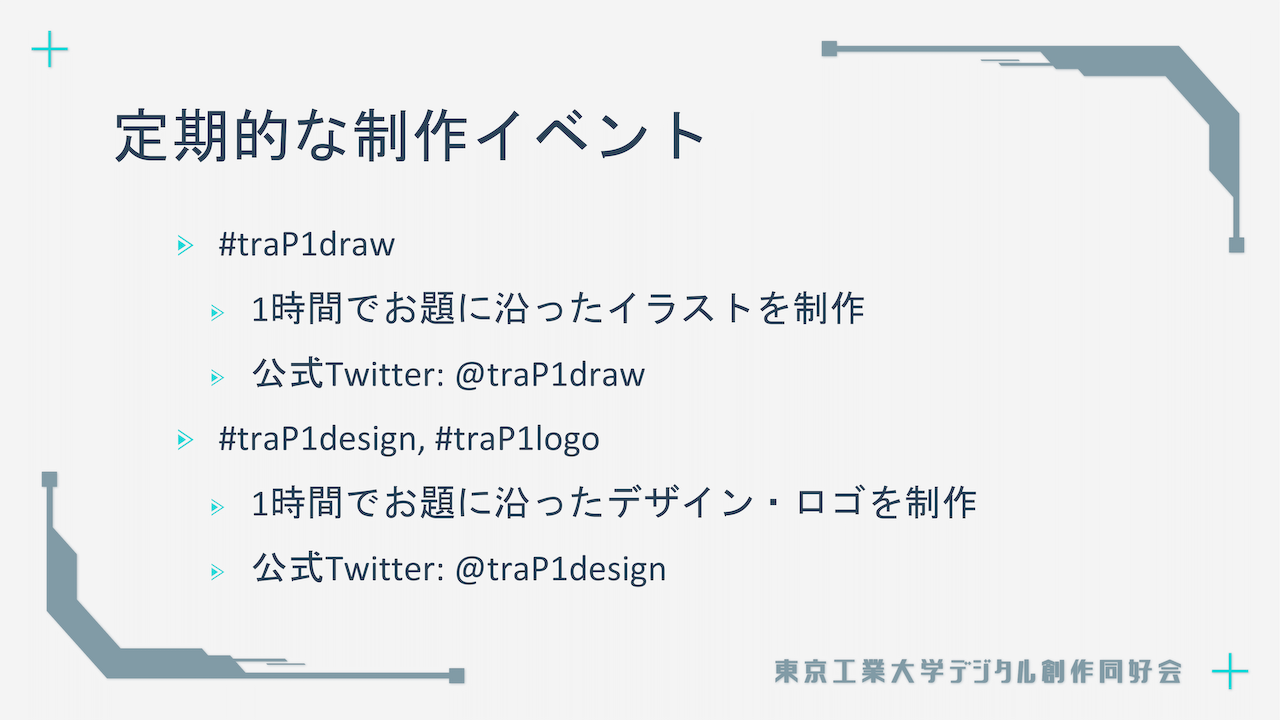 定期的な制作イベント
#traP1draw
1時間でお題に沿ったイラストを制作
公式Twitter: @traP1draw
#traP1design, #traP1logo
1時間でお題に沿ったデザイン・ロゴを制作
公式Twitter: @traP1design
東京工業大学デジタル創作同好会